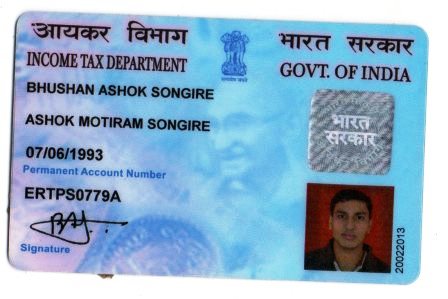 आयकर विभाग
INCOME TAX DEPARTMENT
भारत सरकार
GOVT. OF INDIA
BHUSHAN ASHOK SONGIRE
ASHOK MOTIRAM SONGIRE
07/06/1993
Permanent Account Number
ERTPS0779A
Signature
भारत
सरकार
20022013